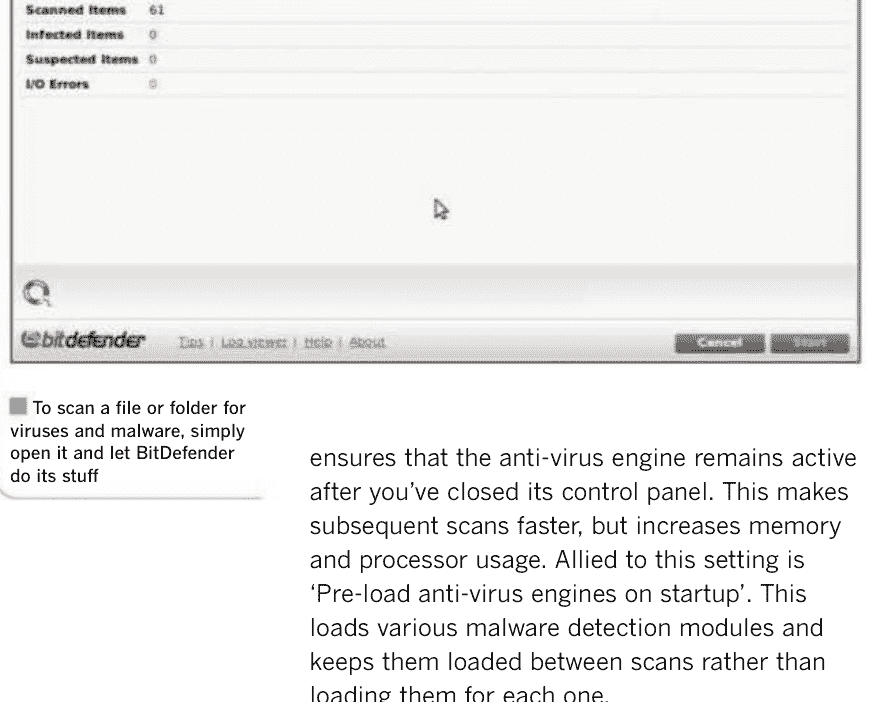 Scanned Items 61
Infected Items 0
Suspected Items 0
I/O Errors 0
bitdefender Tips | Log viewer | Help | About Cancel Start
To scan a file or folder for
viruses and malware, simply
open it and let BitDefender
do its stuff
ensures that the anti-virus engine remains active
after you’ve closed its control panel. This makes
subsequent scans faster, but increases memory
and processor usage. Allied to this setting is
‘Pre-load anti-virus engines on startup’. This
loads various malware detection modules and
keeps them loaded between scans rather than
loading them for each one.